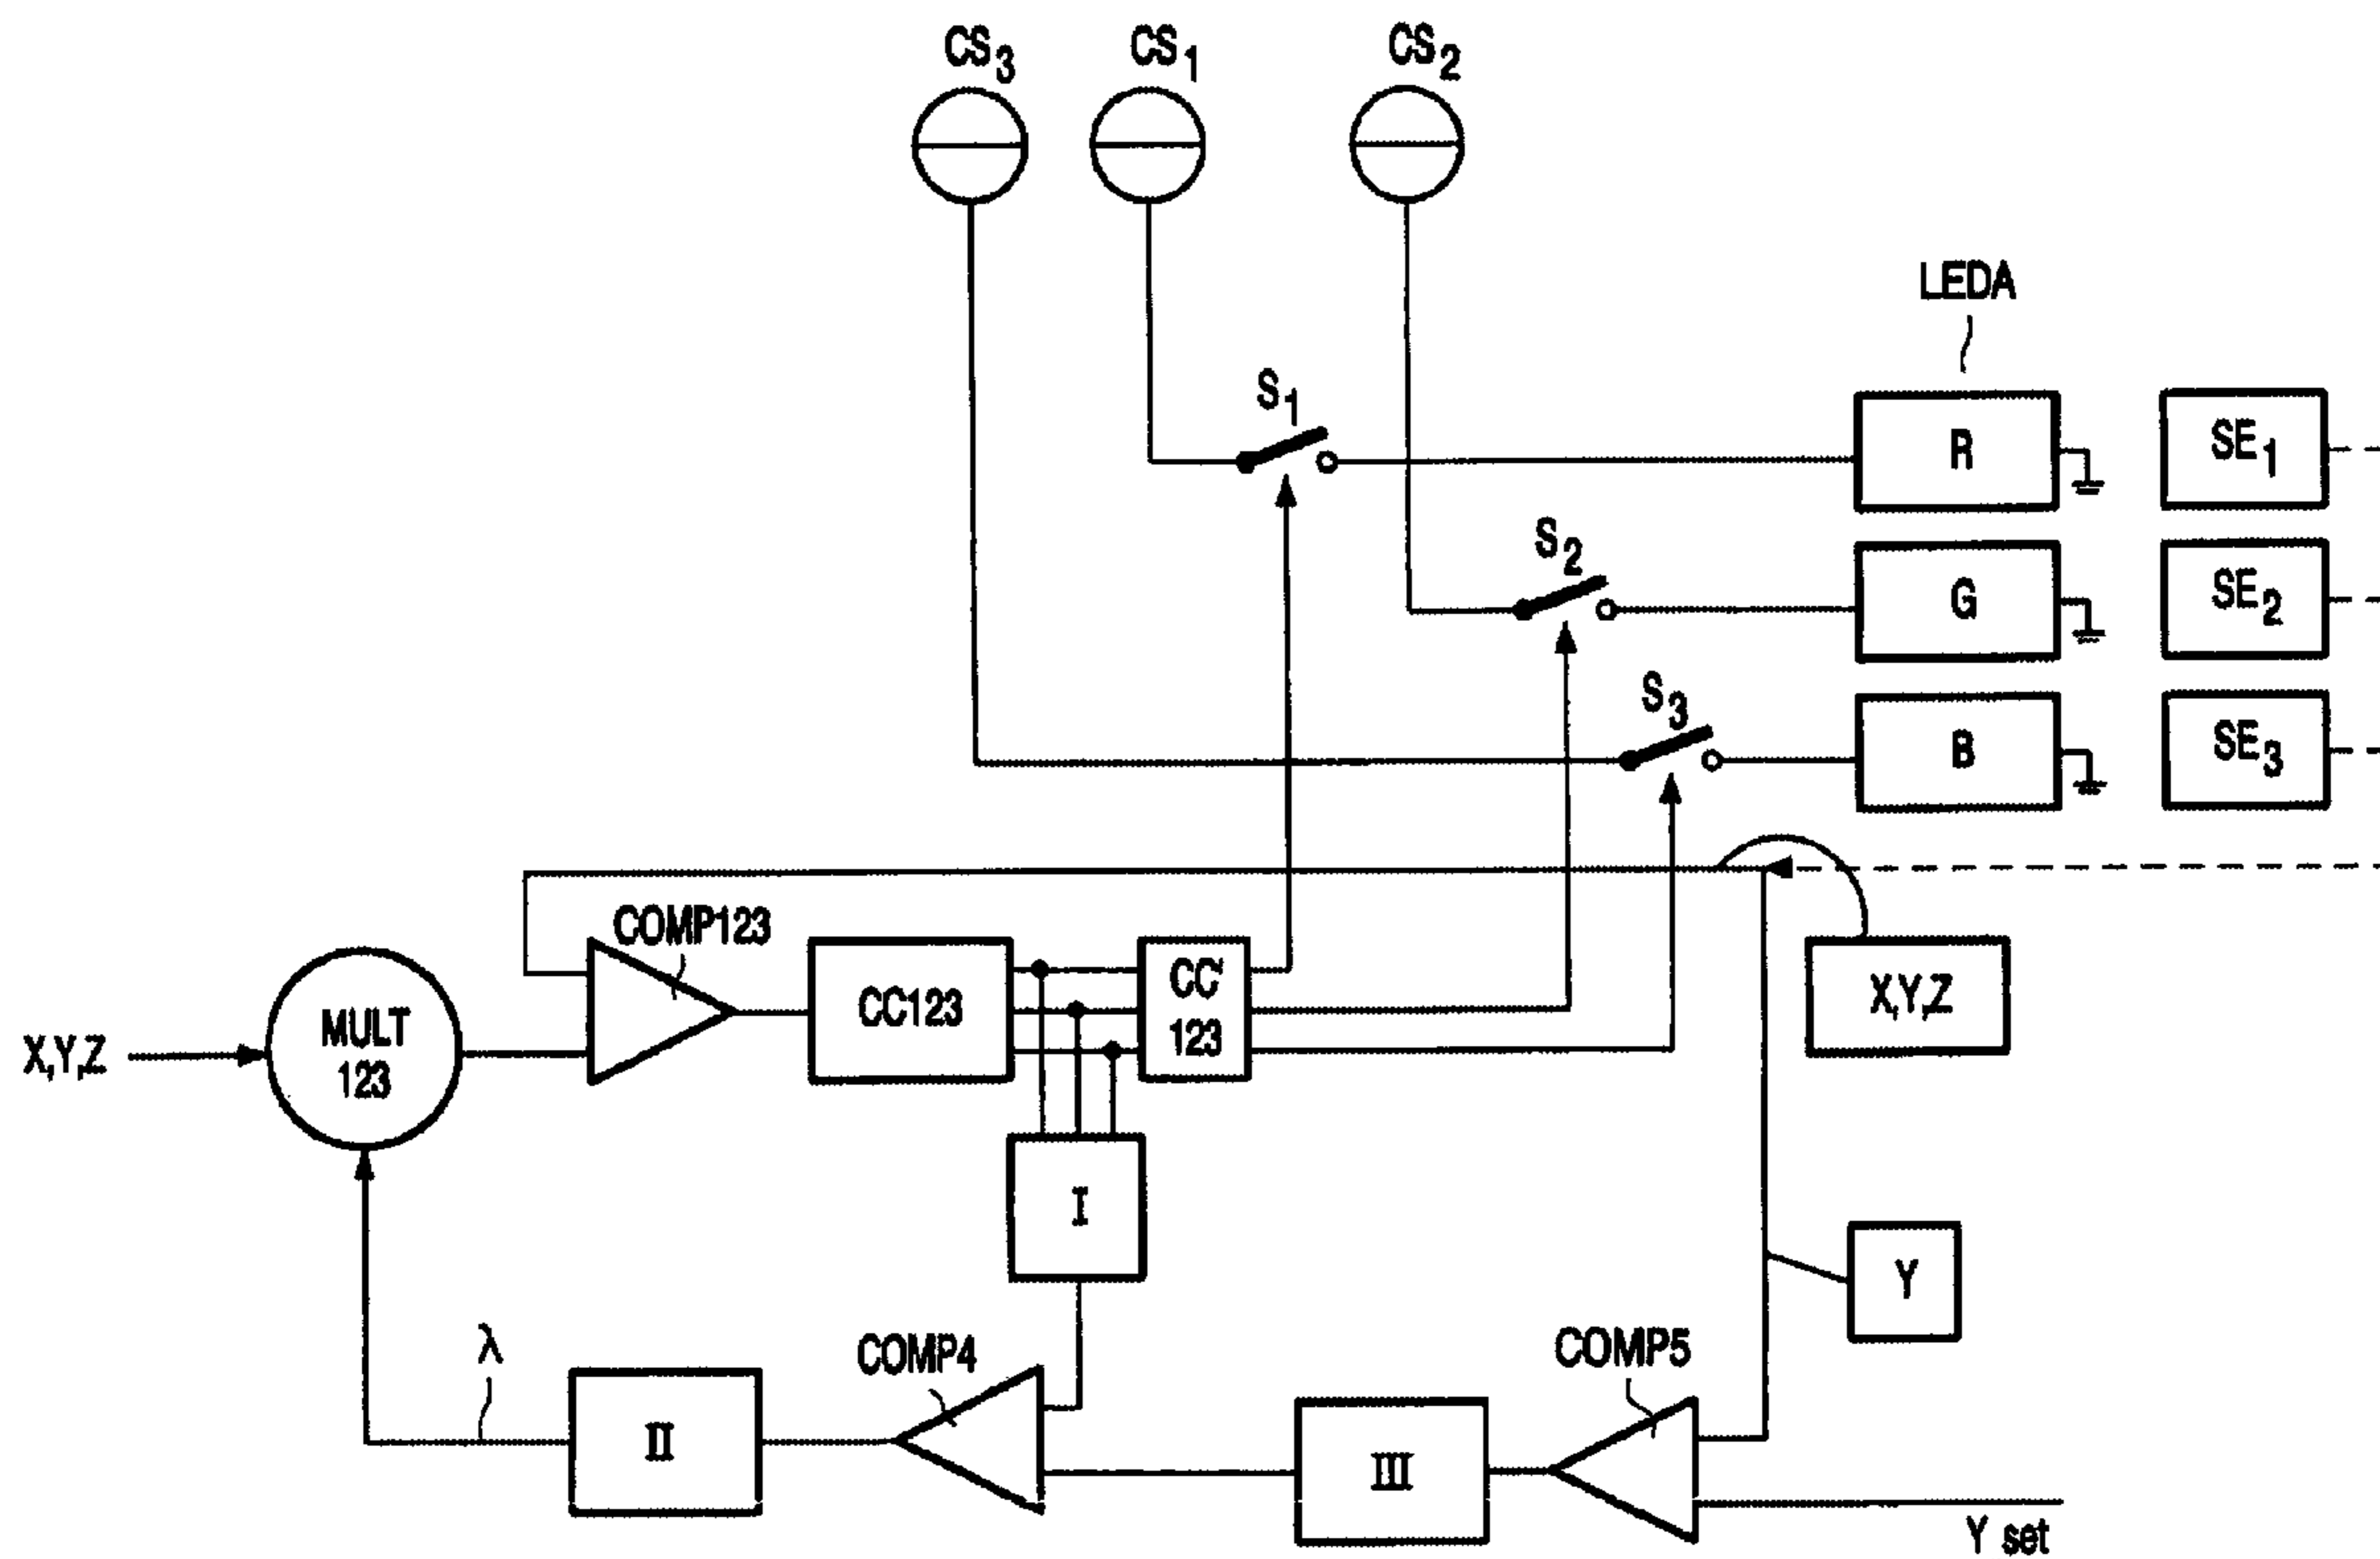 CS3 CS1 CS2
LEDA
S1
R SE1
S2
G SE2
S3
B SE3
COMP123
X,Y,Z MULT 123 CC123 CC' 123 X,Y,Z
I
Y
λ COMP4 COMP5
II III
Y set